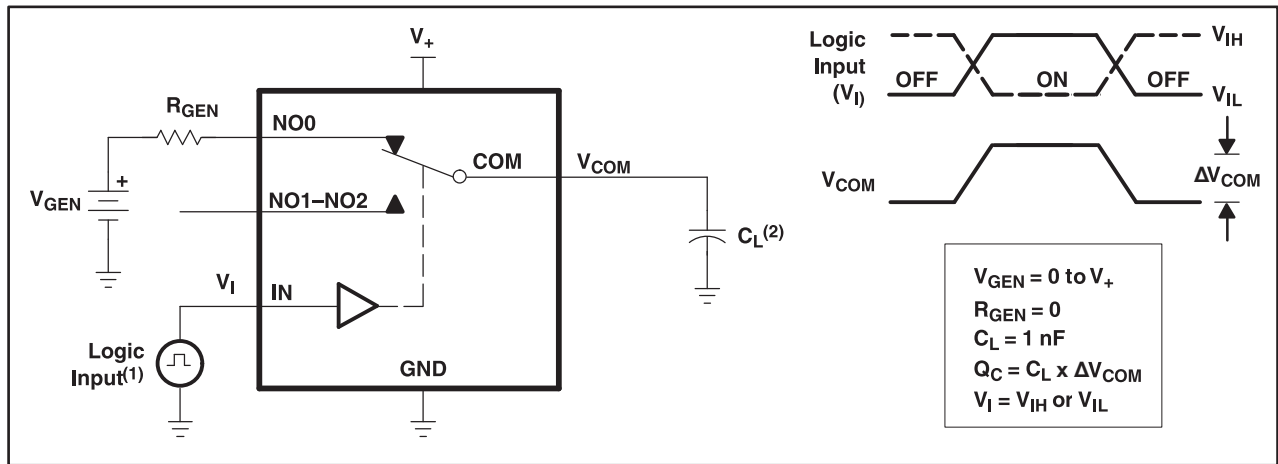 V+
RGEN
NO0
COM
VCOM
VGEN
+
NO1–NO2
CL(2)
VI
IN
Logic
Input(1)
GND
Logic
Input
(VI)
OFF
ON
OFF
VIH
VIL
VCOM
ΔVCOM
VGEN = 0 to V+
RGEN = 0
CL = 1 nF
QC = CL x ΔVCOM
VI = VIH or VIL